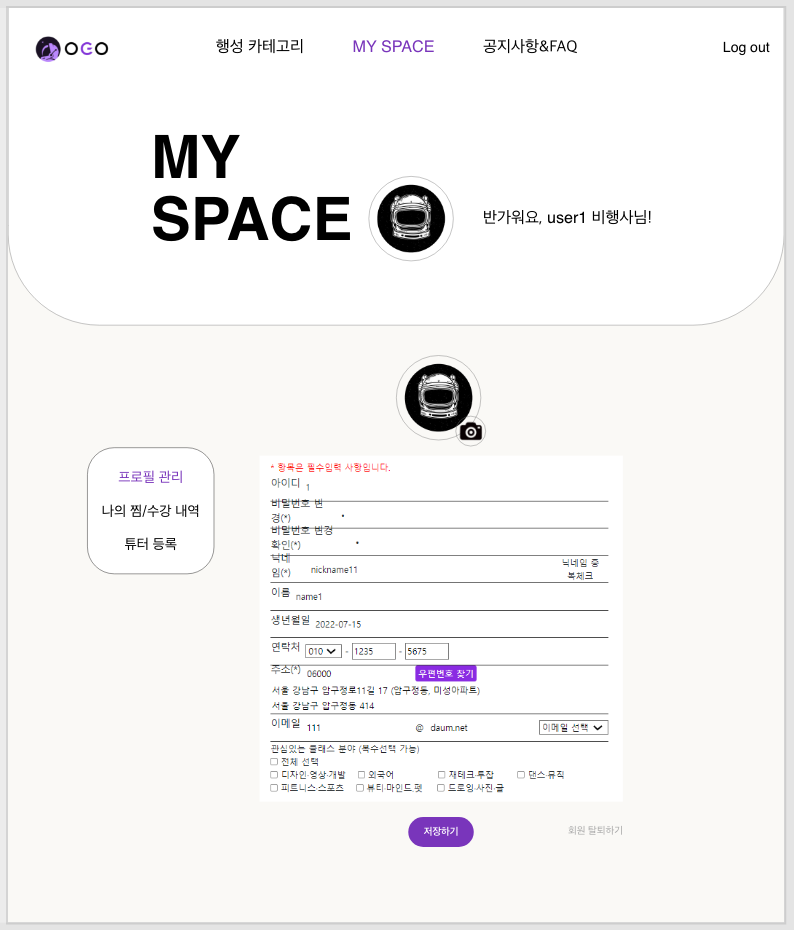 OGO
행성 카테고리 MY SPACE 공지사항&FAQ Log out
MY
SPACE
반가워요, user1 비행사님!
프로필 관리
나의 찜/수강 내역
튜터 등록
* 항목은 필수입력 사항입니다.
아이디 1
비밀번호 변
경(*) •
비밀번호 변경
확인(*) •
닉네
임(*) nickname11 닉네임 중
복체크
이름 name1
생년월일 2022-07-15
연락처 010 - 1235 - 5675
주소(*) 06000 우편번호 찾기
서울 강남구 압구정로11길 17 (압구정동, 미성아파트)
서울 강남구 압구정동 414
이메일 111 @ daum.net 이메일 선택
관심있는 클래스 분야 (복수선택 가능)
전체 선택
디자인·영상·개발 외국어 재테크·투잡 댄스·뮤직
피트니스·스포츠 뷰티·마인드·펫 드로잉·사진·글
저장하기 회원 탈퇴하기